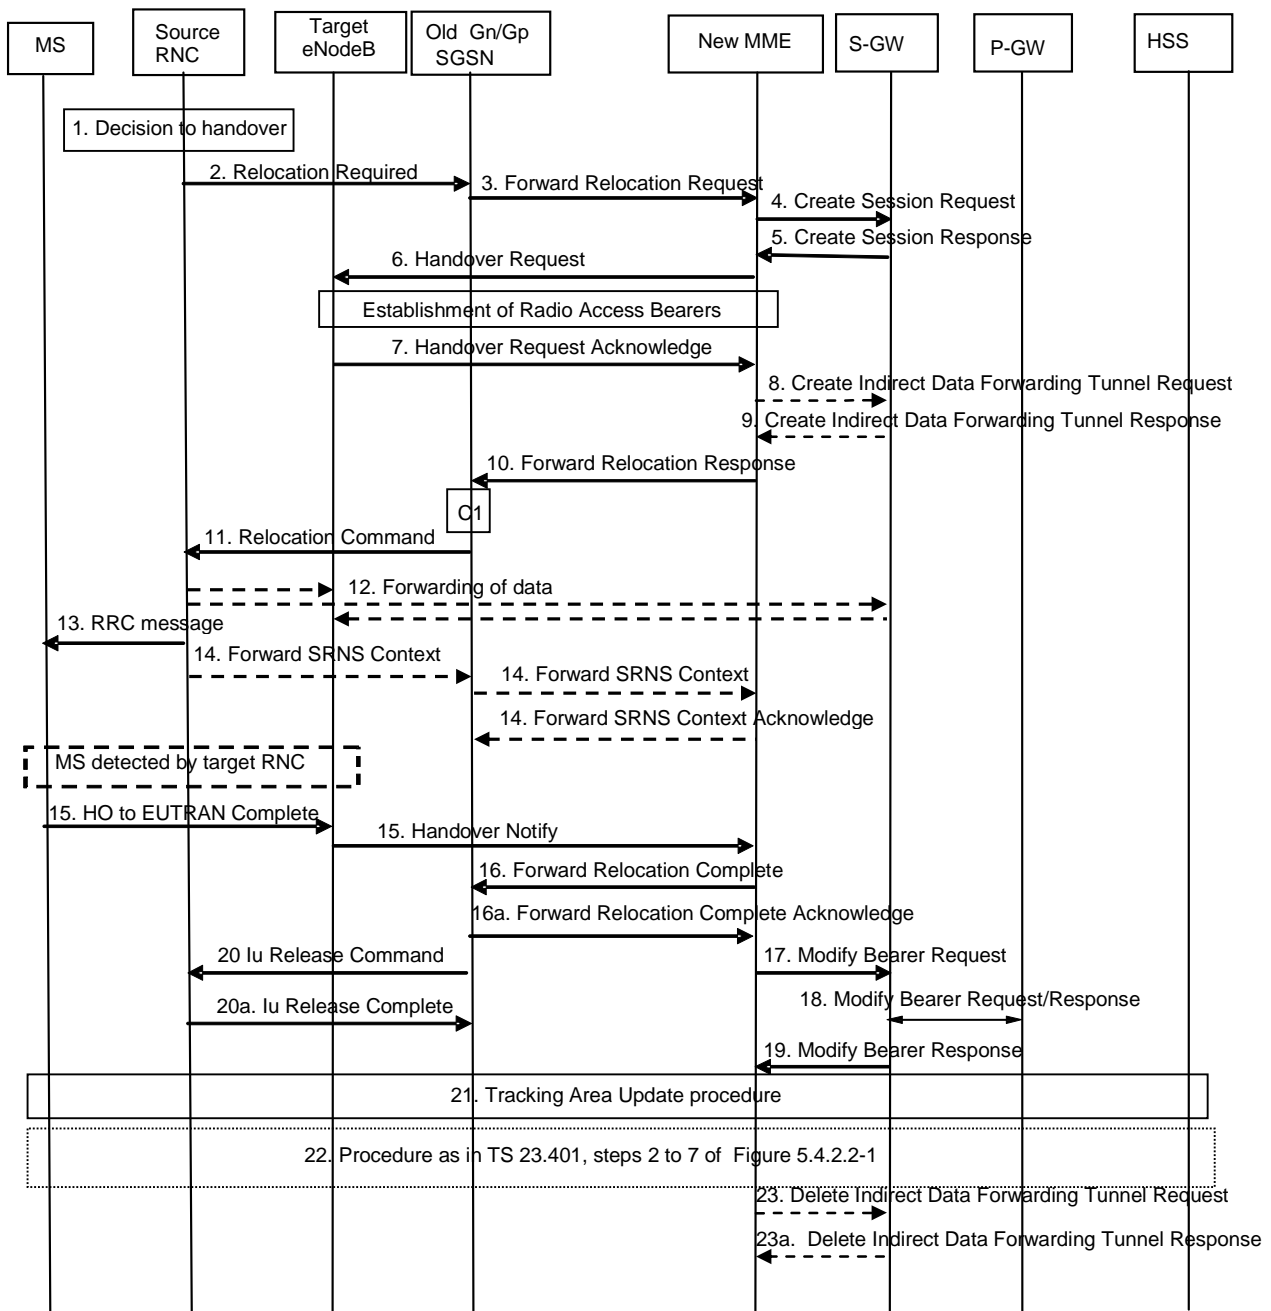 MS
Source
RNC
Target
eNodeB
Old Gn/Gp
SGSN
New MME
S-GW
P-GW
HSS
1. Decision to handover
2. Relocation Required
3. Forward Relocation Request
4. Create Session Request
5. Create Session Response
6. Handover Request
Establishment of Radio Access Bearers
7. Handover Request Acknowledge
8. Create Indirect Data Forwarding Tunnel Request
9. Create Indirect Data Forwarding Tunnel Response
10. Forward Relocation Response
C1
11. Relocation Command
12. Forwarding of data
13. RRC message
14. Forward SRNS Context
14. Forward SRNS Context
14. Forward SRNS Context Acknowledge
MS detected by target RNC
15. HO to EUTRAN Complete
15. Handover Notify
16. Forward Relocation Complete
16a. Forward Relocation Complete Acknowledge
20 Iu Release Command
17. Modify Bearer Request
20a. Iu Release Complete
18. Modify Bearer Request/Response
19. Modify Bearer Response
21. Tracking Area Update procedure
22. Procedure as in TS 23.401, steps 2 to 7 of Figure 5.4.2.2-1
23. Delete Indirect Data Forwarding Tunnel Request
23a. Delete Indirect Data Forwarding Tunnel Response